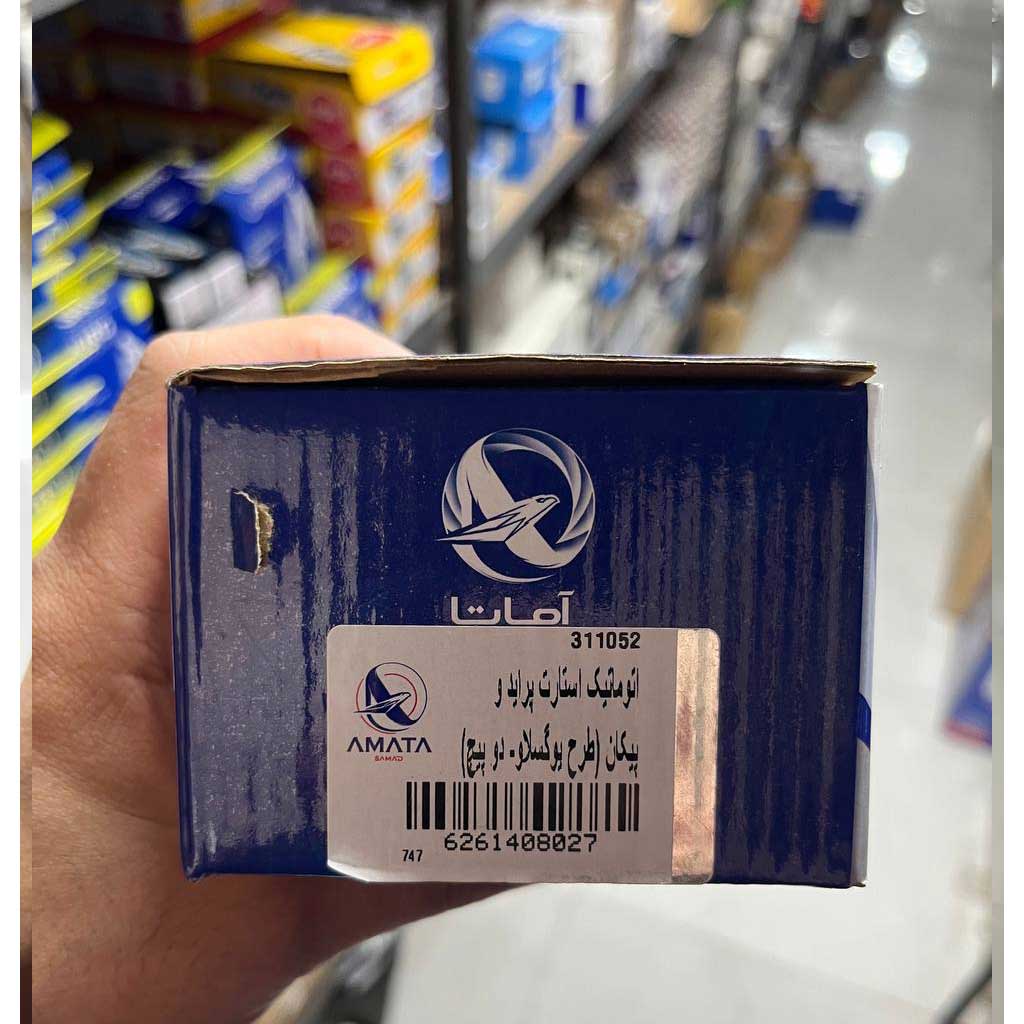 آماتا
311052
اتوماتیک استارت پراید و
پیکان (طرح یوگسلاو- دو پیچ)
AMATA
SAMAD
6261408027
747